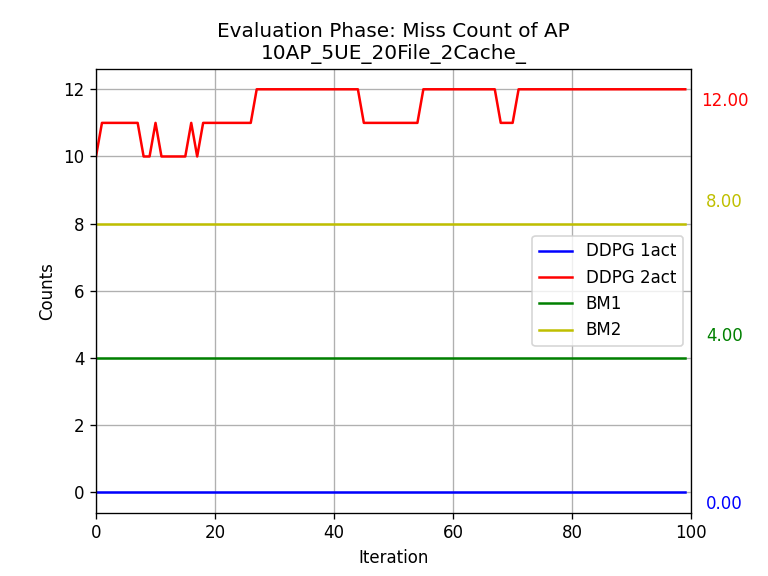 Evaluation Phase: Miss Count of AP
10AP_5UE_20File_2Cache_
12
10
8
6
4
2
0
Counts
0 20 40 60 80 100
Iteration
DDPG 1act
DDPG 2act
BM1
BM2
12.00
8.00
4.00
0.00